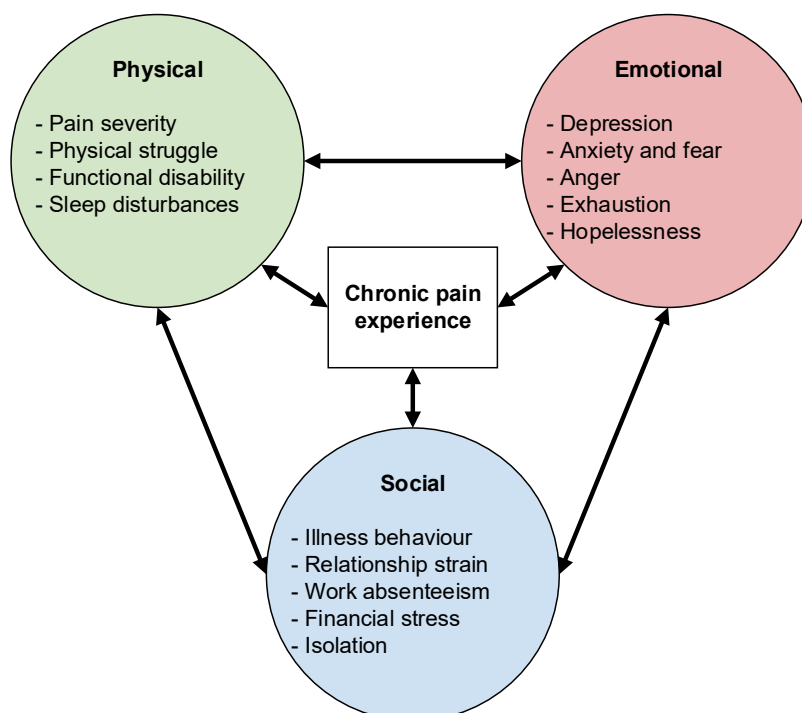 Physical
- Pain severity
- Physical struggle
- Functional disability
- Sleep disturbances
Emotional
- Depression
- Anxiety and fear
- Anger
- Exhaustion
- Hopelessness
Chronic pain
experience
Social
- Illness behaviour
- Relationship strain
- Work absenteeism
- Financial stress
- Isolation